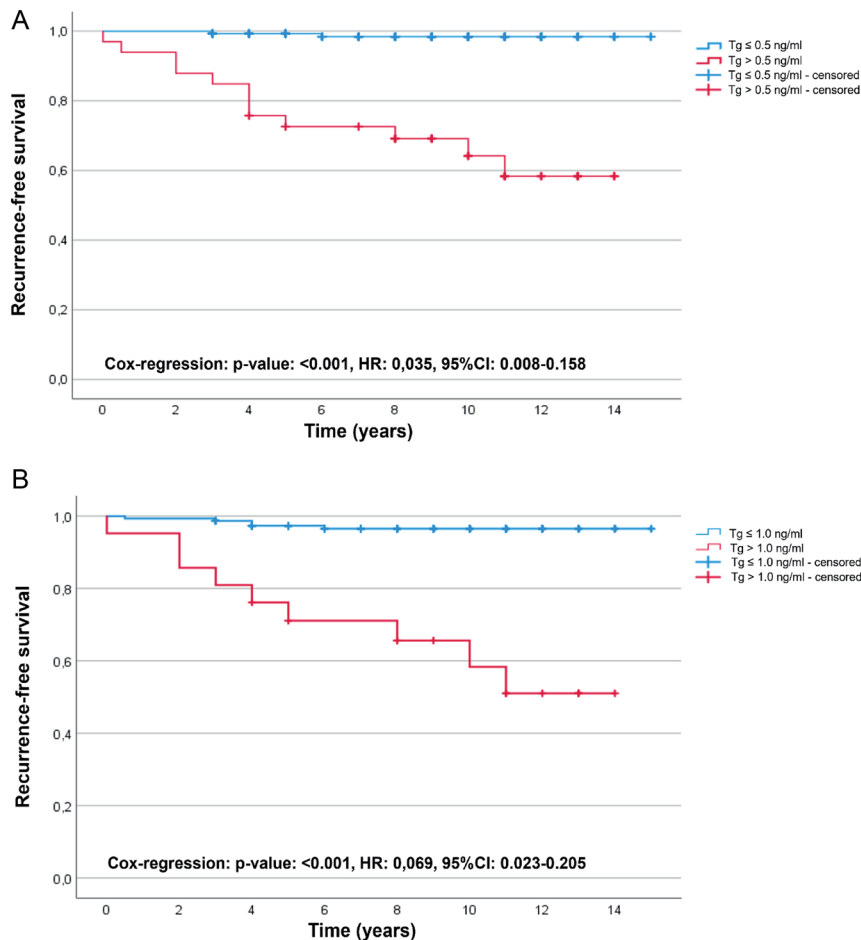 A
Recurrence-free survival
1,0
0,8
0,6
0,4
0,2
0,0
Cox-regression: p-value: <0.001, HR: 0,035, 95%CI: 0.008-0.158
0 2 4 6 8 10 12 14
Time (years)
Tg ≤ 0.5 ng/ml
Tg > 0.5 ng/ml
Tg ≤ 0.5 ng/ml - censored
Tg > 0.5 ng/ml - censored
B
Recurrence-free survival
1,0
0,8
0,6
0,4
0,2
0,0
Cox-regression: p-value: <0.001, HR: 0,069, 95%CI: 0.023-0.205
0 2 4 6 8 10 12 14
Time (years)
Tg ≤ 1.0 ng/ml
Tg > 1.0 ng/ml
Tg ≤ 1.0 ng/ml - censored
Tg > 1.0 ng/ml - censored